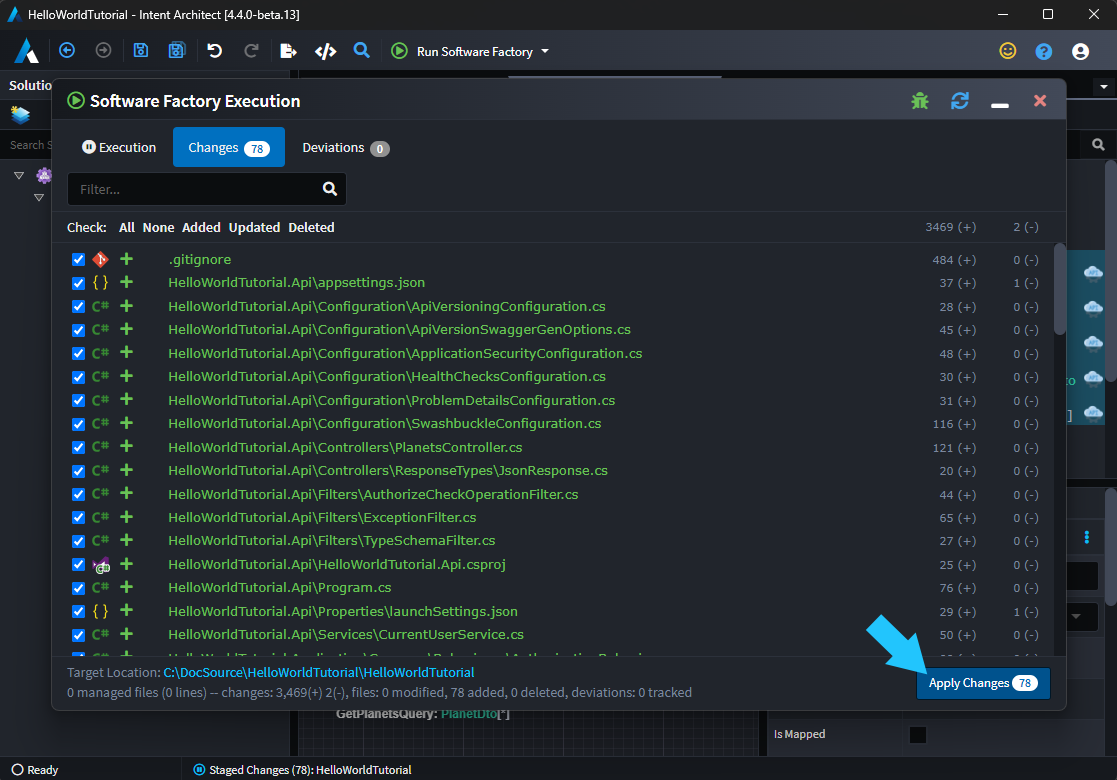 HelloWorldTutorial - Intent Architect [4.4.0-beta.13]
Run Software Factory
Solutio
Software Factory Execution
Execution Changes 78 Deviations 0
Search S
Filter...
Check: All None Added Updated Deleted 3469 (+) 2 (-)
.gitignore 484 (+) 0 (-)
{ } HelloWorldTutorial.Api\appsettings.json 37 (+) 1 (-)
C# HelloWorldTutorial.Api\Configuration\ApiVersioningConfiguration.cs 28 (+) 0 (-)
C# HelloWorldTutorial.Api\Configuration\ApiVersionSwaggerGenOptions.cs 45 (+) 0 (-)
C# HelloWorldTutorial.Api\Configuration\ApplicationSecurityConfiguration.cs 48 (+) 0 (-)
C# HelloWorldTutorial.Api\Configuration\HealthChecksConfiguration.cs 30 (+) 0 (-)
C# HelloWorldTutorial.Api\Configuration\ProblemDetailsConfiguration.cs 31 (+) 0 (-)
C# HelloWorldTutorial.Api\Configuration\SwashbuckleConfiguration.cs 116 (+) 0 (-)
C# HelloWorldTutorial.Api\Controllers\PlanetsController.cs 121 (+) 0 (-)
C# HelloWorldTutorial.Api\Controllers\ResponseTypes\JsonResponse.cs 20 (+) 0 (-)
C# HelloWorldTutorial.Api\Filters\AuthorizeCheckOperationFilter.cs 44 (+) 0 (-)
C# HelloWorldTutorial.Api\Filters\ExceptionFilter.cs 65 (+) 0 (-)
C# HelloWorldTutorial.Api\Filters\TypeSchemaFilter.cs 27 (+) 0 (-)
HelloWorldTutorial.Api\HelloWorldTutorial.Api.csproj 25 (+) 0 (-)
C# HelloWorldTutorial.Api\Program.cs 76 (+) 0 (-)
{ } HelloWorldTutorial.Api\Properties\launchSettings.json 29 (+) 1 (-)
C# HelloWorldTutorial.Api\Services\CurrentUserService.cs 50 (+) 0 (-)
to
]
Target Location: C:\DocSource\HelloWorldTutorial\HelloWorldTutorial
0 managed files (0 lines) -- changes: 3,469(+) 2(-), files: 0 modified, 78 added, 0 deleted, deviations: 0 tracked
Apply Changes 78
GetPlanetsQuery: PlanetDto[*]
Is Mapped
Ready
Staged Changes (78): HelloWorldTutorial